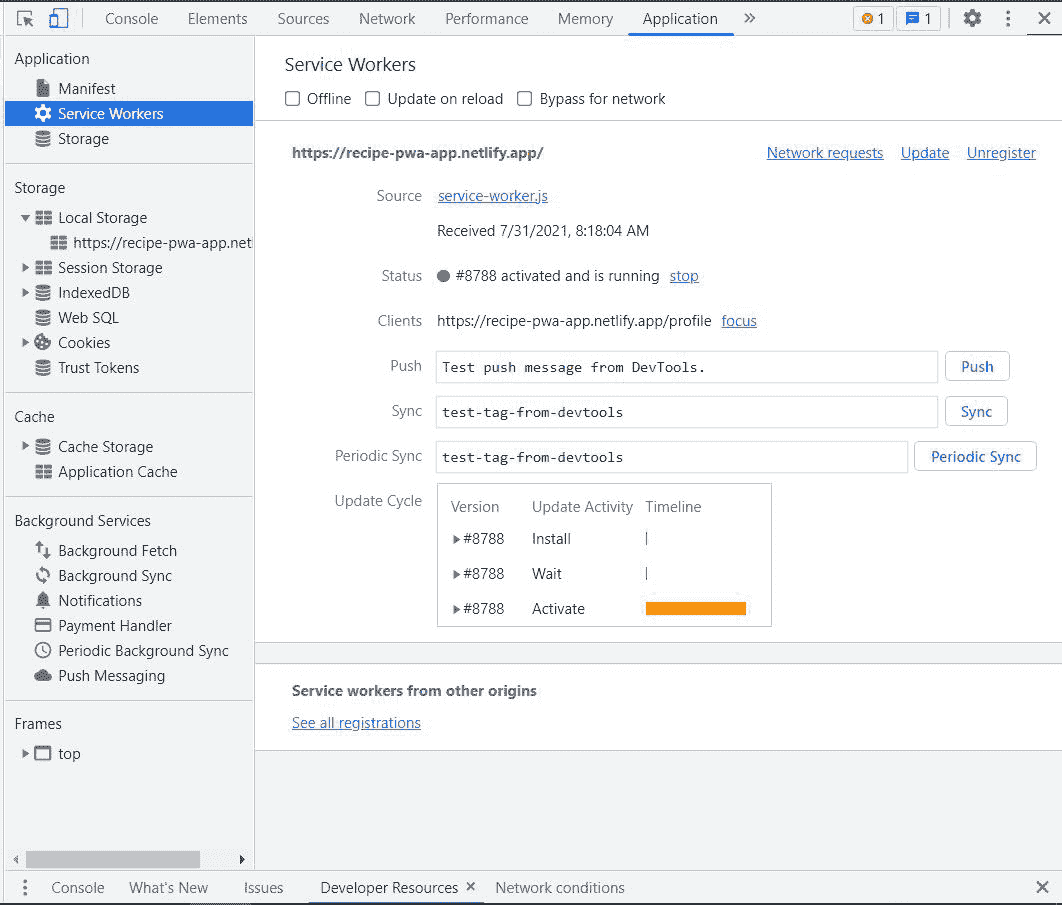 Console Elements Sources Network Performance Memory Application » 1 1
Application
Manifest
Service Workers
Storage
Storage
Local Storage
https://recipe-pwa-app.net
Session Storage
IndexedDB
Web SQL
Cookies
Trust Tokens
Cache
Cache Storage
Application Cache
Background Services
Background Fetch
Background Sync
Notifications
Payment Handler
Periodic Background Sync
Push Messaging
Frames
top
Service Workers
Offline Update on reload Bypass for network
https://recipe-pwa-app.netlify.app/ Network requests Update Unregister
Source service-worker.js
Received 7/31/2021, 8:18:04 AM
Status #8788 activated and is running stop
Clients https://recipe-pwa-app.netlify.app/profile focus
Push Test push message from DevTools. Push
Sync test-tag-from-devtools Sync
Periodic Sync test-tag-from-devtools Periodic Sync
Update Cycle
Version Update Activity Timeline
#8788 Install
#8788 Wait
#8788 Activate
Service workers from other origins
See all registrations
Console What's New Issues Developer Resources Network conditions